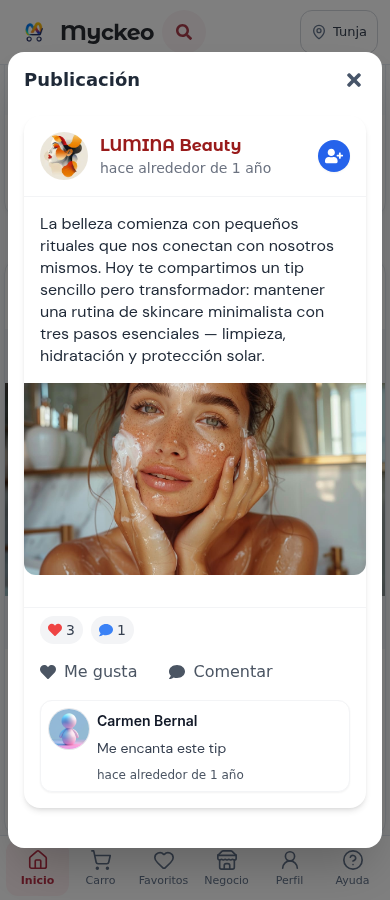 Myckeo
Tunja
Publicación
LUMINA Beauty
hace alrededor de 1 año
La belleza comienza con pequeños
rituales que nos conectan con nosotros
mismos. Hoy te compartimos un tip
sencillo pero transformador: mantener
una rutina de skincare minimalista con
tres pasos esenciales — limpieza,
hidratación y protección solar.
3
1
Me gusta
Comentar
Carmen Bernal
Me encanta este tip
hace alrededor de 1 año
Inicio
Carro
Favoritos
Negocio
Perfil
Ayuda